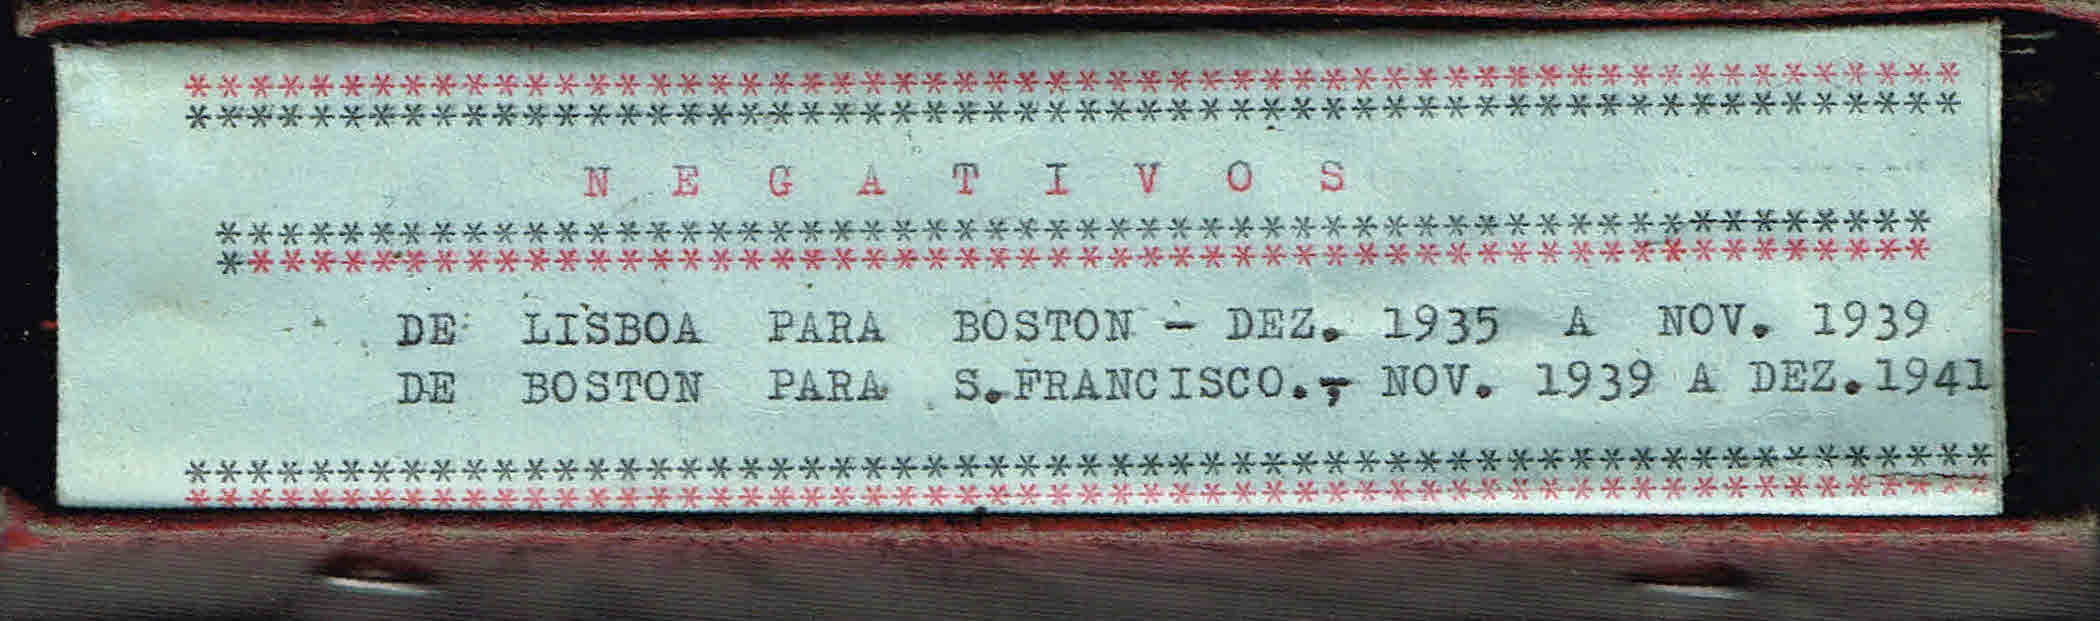 **********************************************************
**********************************************************
N E G A T I V O S
********************************************************
********************************************************
DE LISBOA PARA BOSTON - DEZ. 1935 A NOV. 1939
DE BOSTON PARA S.FRANCISCO.- NOV. 1939 A DEZ.1941
***********************************************************
***********************************************************